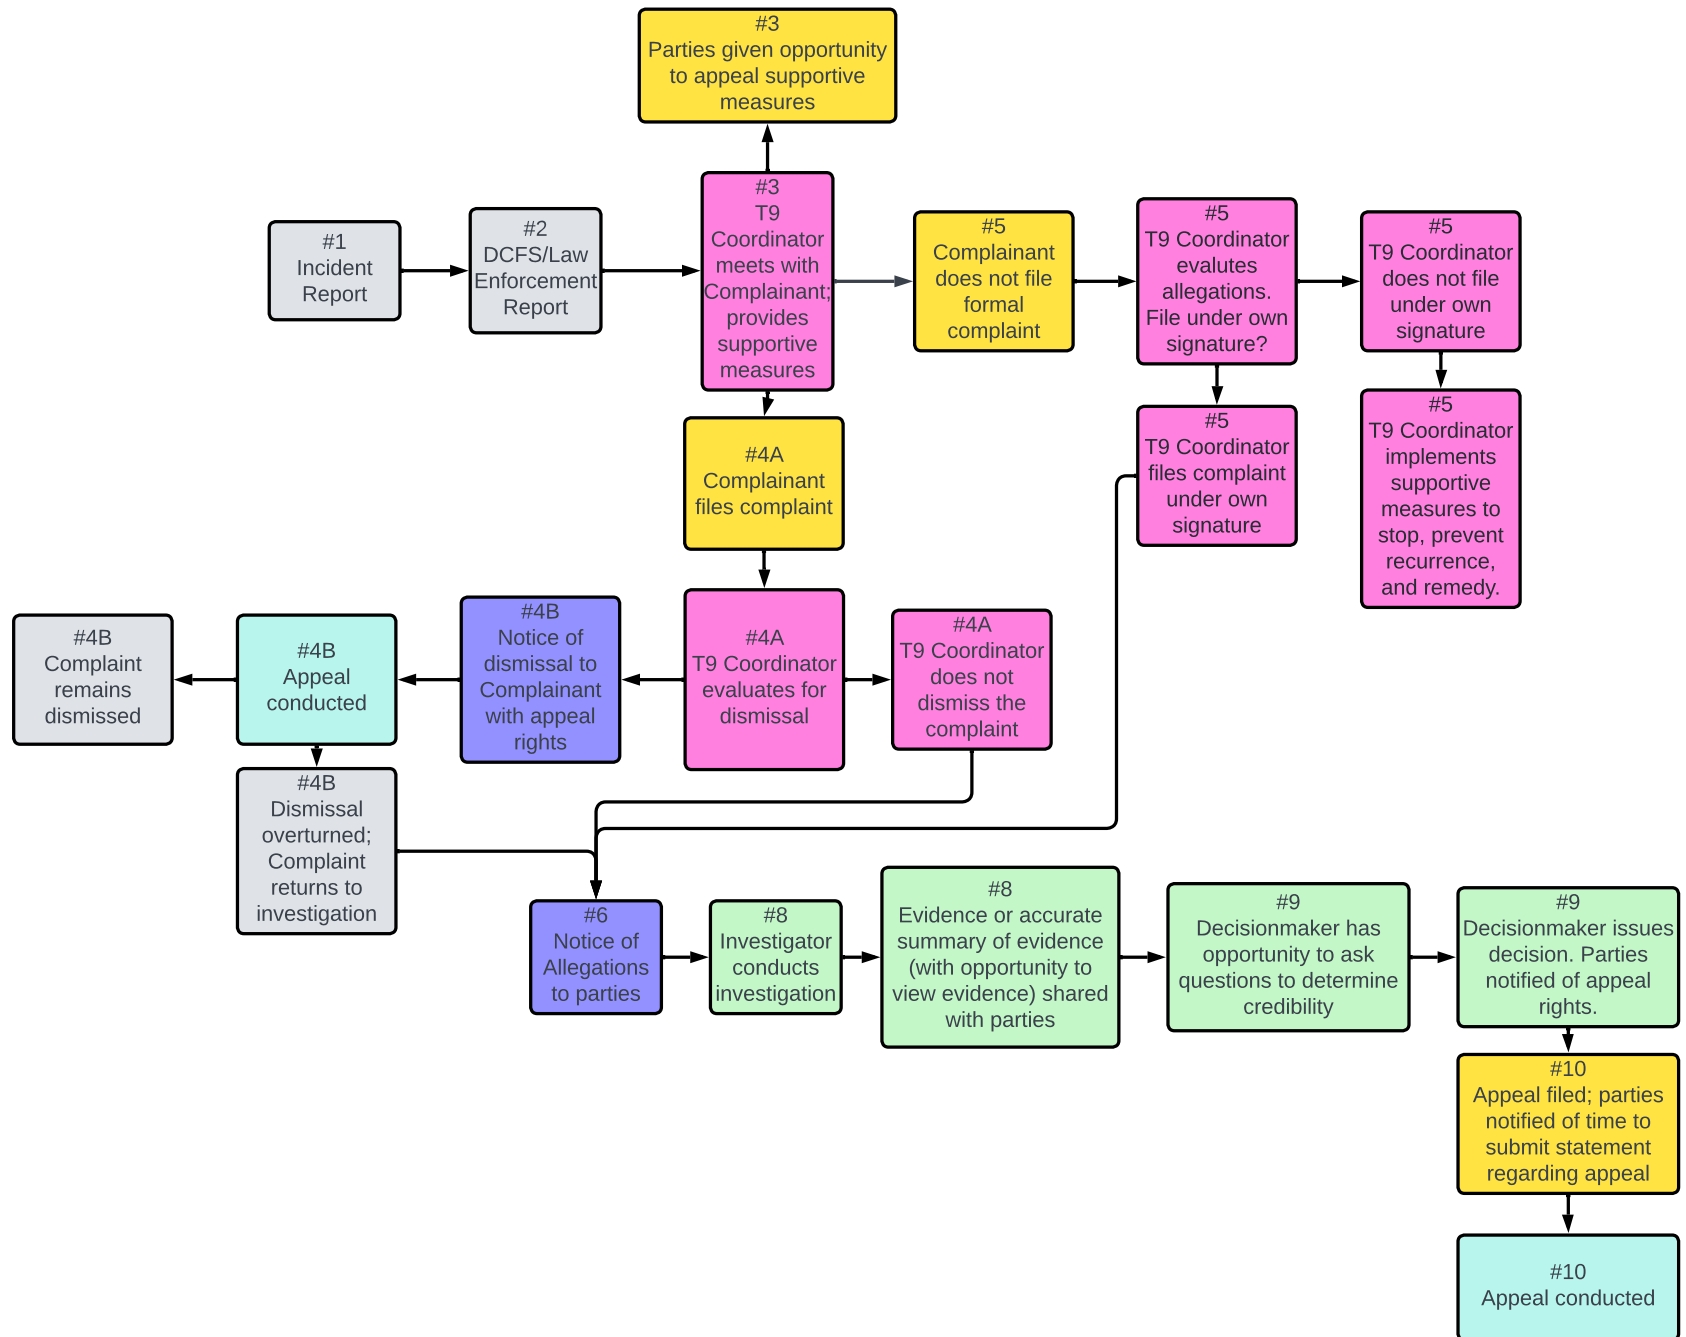 #3
Parties given opportunity
to appeal supportive
measures
#1
Incident
Report
#2
DCFS/Law
Enforcement
Report
#3
T9
Coordinator
meets with
Complainant;
provides
supportive
measures
#5
Complainant
does not file
formal
complaint
#5
T9 Coordinator
evalutes
allegations.
File under own
signature?
#5
T9 Coordinator
does not file
under own
signature
#4A
Complainant
files complaint
#5
T9 Coordinator
files complaint
under own
signature
#5
T9 Coordinator
implements
supportive
measures to
stop, prevent
recurrence,
and remedy.
#4B
Complaint
remains
dismissed
#4B
Appeal
conducted
#4B
Notice of
dismissal to
Complainant
with appeal
rights
#4A
T9 Coordinator
evaluates for
dismissal
#4A
T9 Coordinator
does not
dismiss the
complaint
#4B
Dismissal
overturned;
Complaint
returns to
investigation
#6
Notice of
Allegations
to parties
#8
Investigator
conducts
investigation
#8
Evidence or accurate
summary of evidence
(with opportunity to
view evidence) shared
with parties
#9
Decisionmaker has
opportunity to ask
questions to determine
credibility
#9
Decisionmaker issues
decision. Parties
notified of appeal
rights.
#10
Appeal filed; parties
notified of time to
submit statement
regarding appeal
#10
Appeal conducted